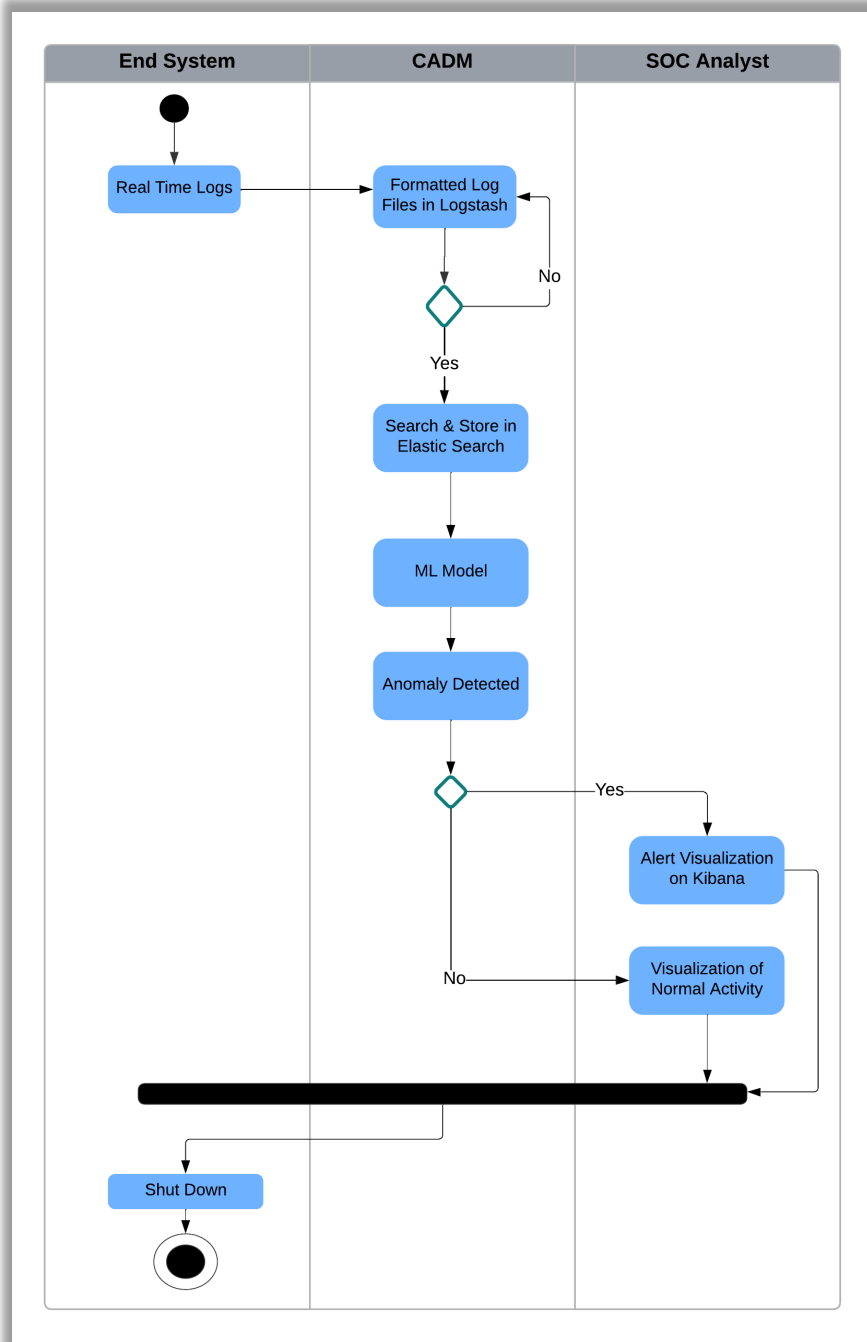 End System
CADM
SOC Analyst
Real Time Logs
Formatted Log
Files in Logstash
No
Yes
Search & Store in
Elastic Search
ML Model
Anomaly Detected
Yes
Alert Visualization
on Kibana
No
Visualization of
Normal Activity
Shut Down